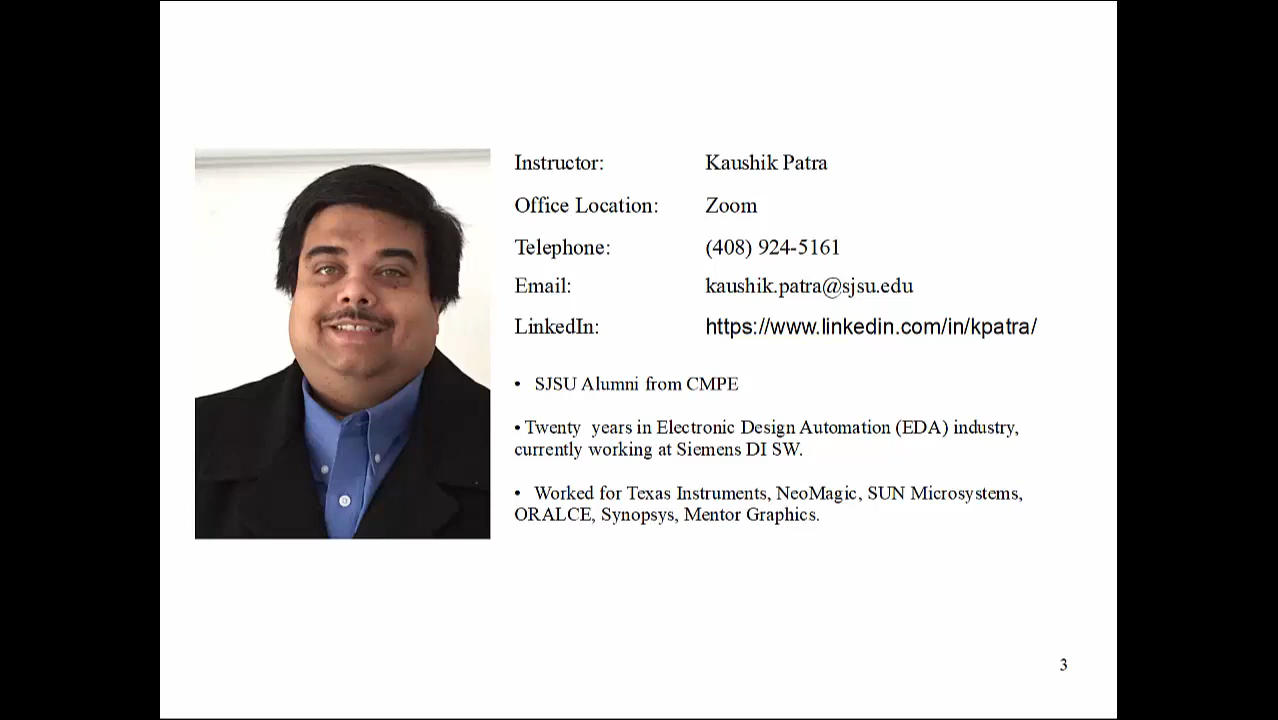 Instructor: Kaushik Patra
Office Location: Zoom
Telephone: (408) 924-5161
Email: kaushik.patra@sjsu.edu
LinkedIn: https://www.linkedin.com/in/kpatra/
• SJSU Alumni from CMPE
• Twenty years in Electronic Design Automation (EDA) industry,
currently working at Siemens DI SW.
• Worked for Texas Instruments, NeoMagic, SUN Microsystems,
ORALCE, Synopsys, Mentor Graphics.
3